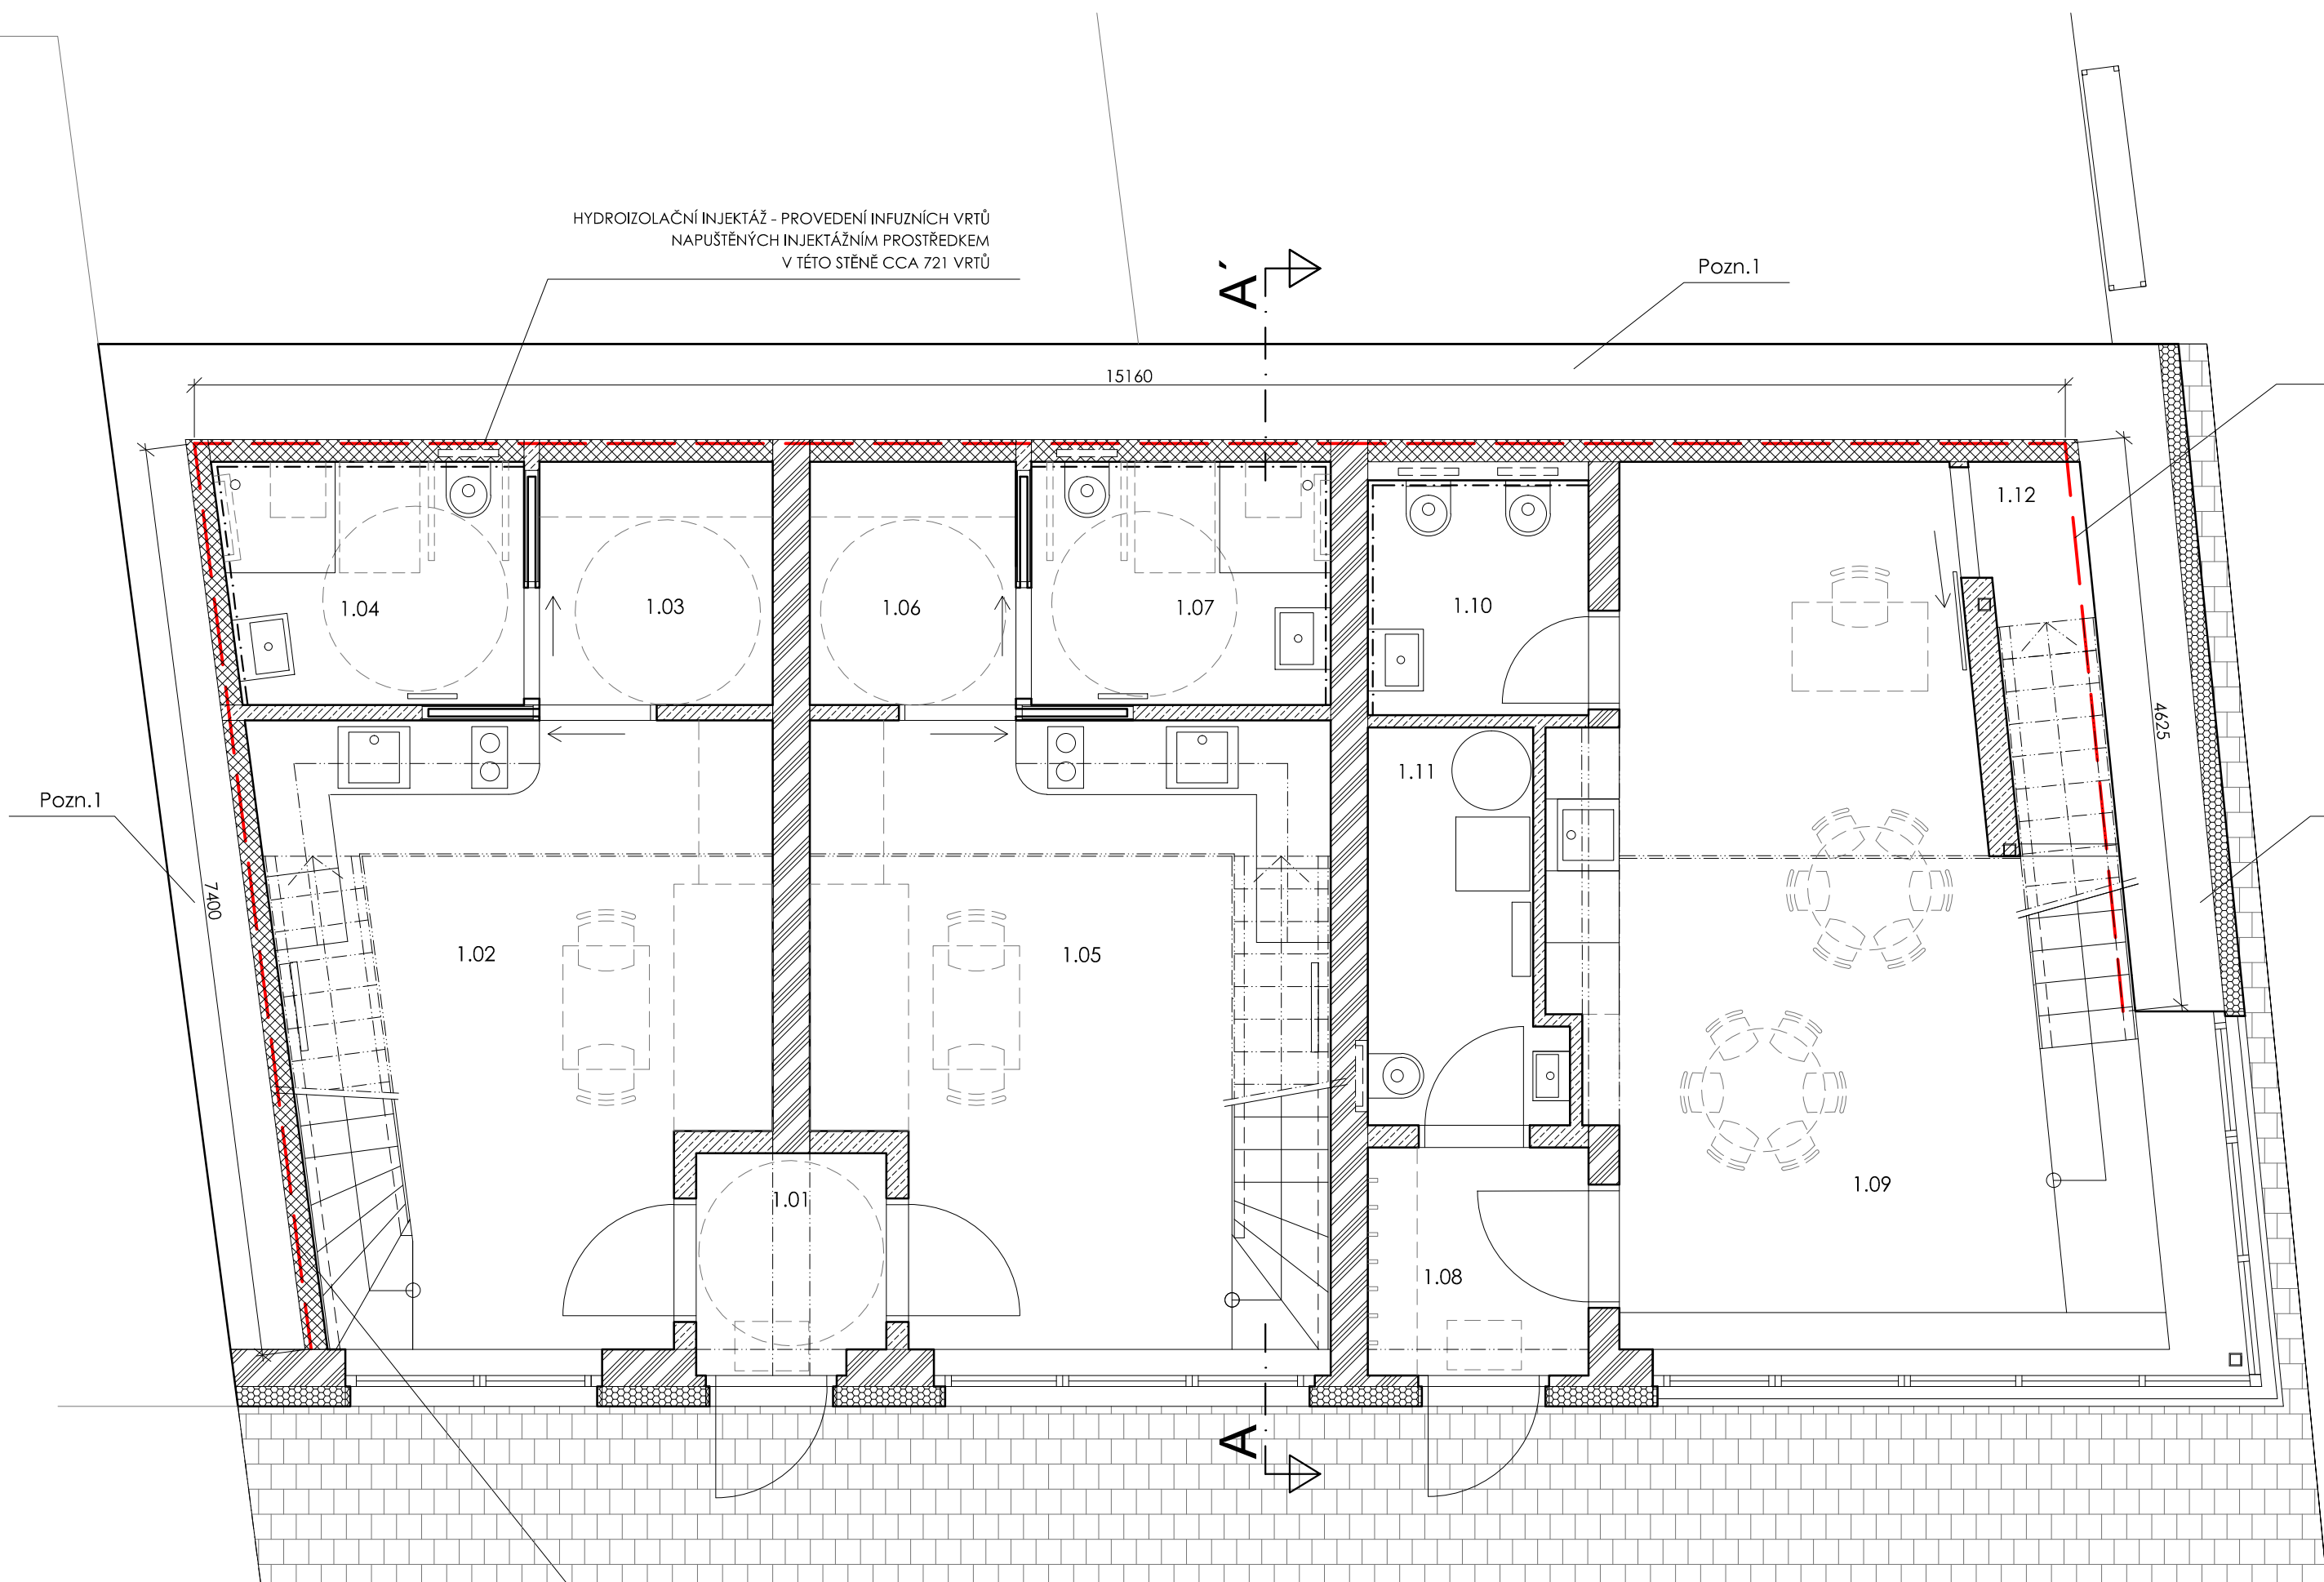 HYDROIZOLAČNÍ INJEKTÁŽ - PROVEDENÍ INFUZNÍCH VRTŮ
NAPUŠTĚNÝCH INJEKTÁŽNÍM PROSTŘEDKEM
V TÉTO STĚNĚ CCA 721 VRTŮ
A´
Pozn.1
15160
1.12
1.04
1.03
1.06
1.07
1.10
4625
1.11
Pozn.1
7400
1.02
1.05
1.01
1.09
1.08
A